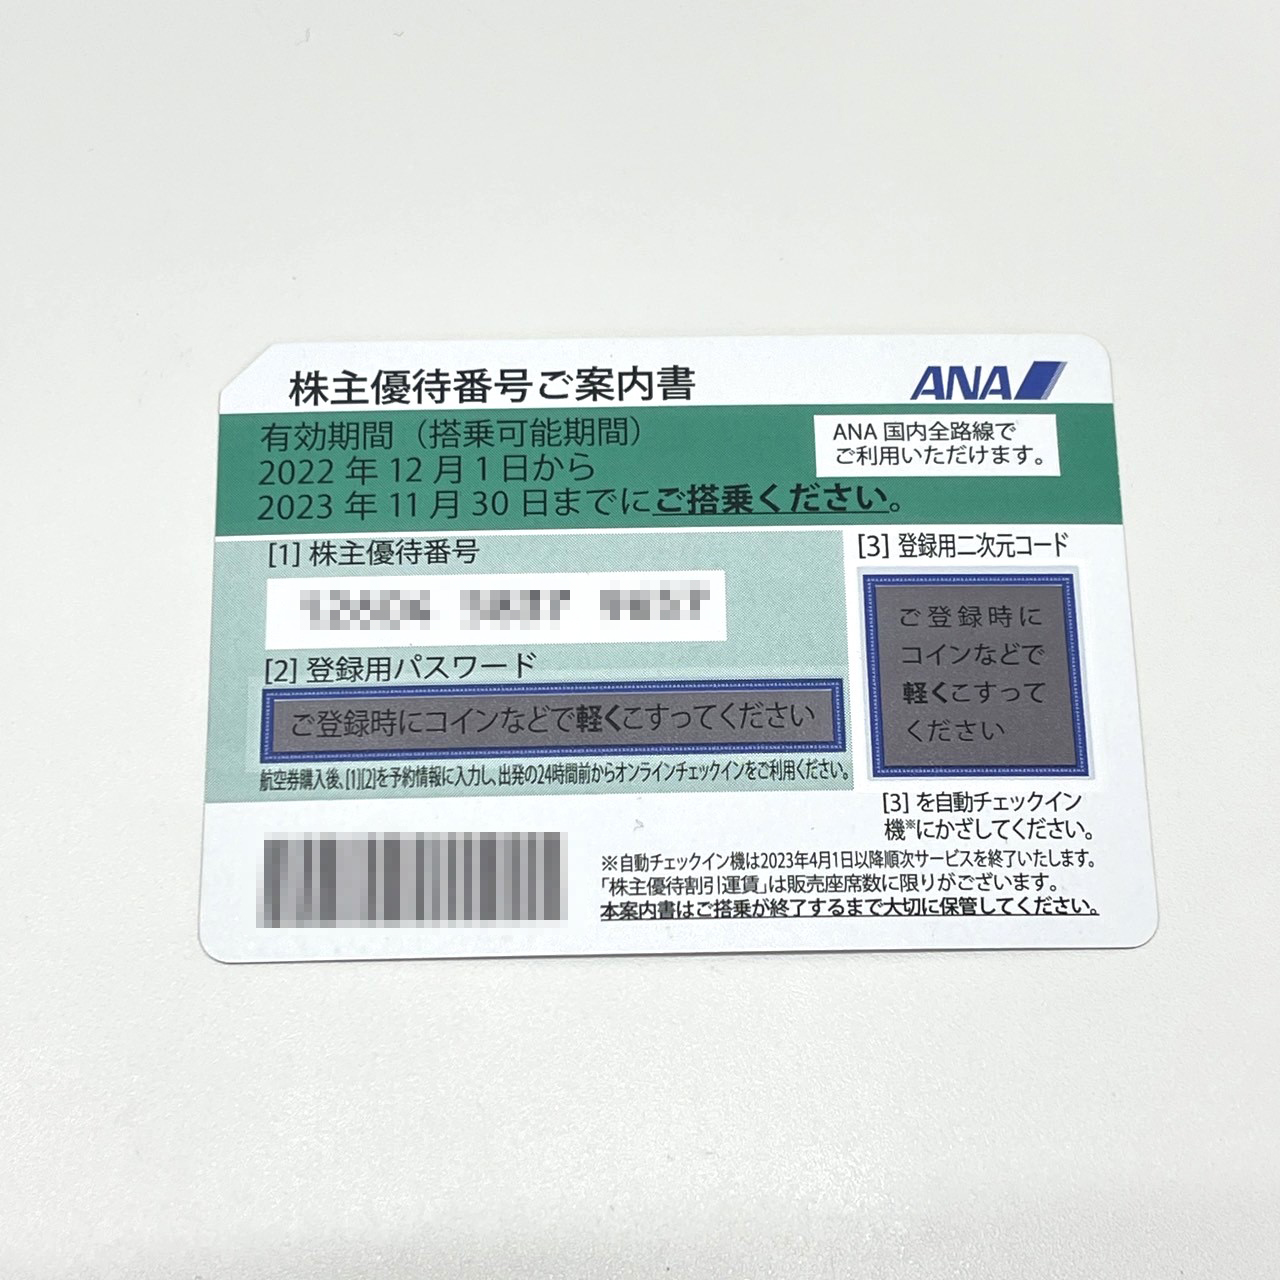 株主優待番号ご案内書
ANA
有効期間（搭乗可能期間）
2022 年 12 月 1 日から
2023 年 11 月 30 日までにご搭乗ください。
ANA 国内全路線で
ご利用いただけます。
[1] 株主優待番号
[2] 登録用パスワード
ご登録時にコインなどで軽くこすってください
航空券購入後、[1][2]を予約情報に入力し、出発の24時間前からオンラインチェックインをご利用ください。
[3] 登録用二次元コード
ご登録時に
コインなどで
軽くこすって
ください
[3] を自動チェックイン
機※にかざしてください。
※自動チェックイン機は2023年4月1日以降順次サービスを終了いたします。
「株主優待割引運賃」は販売座席数に限りがございます。
本案内書はご搭乗が終了するまで大切に保管してください。